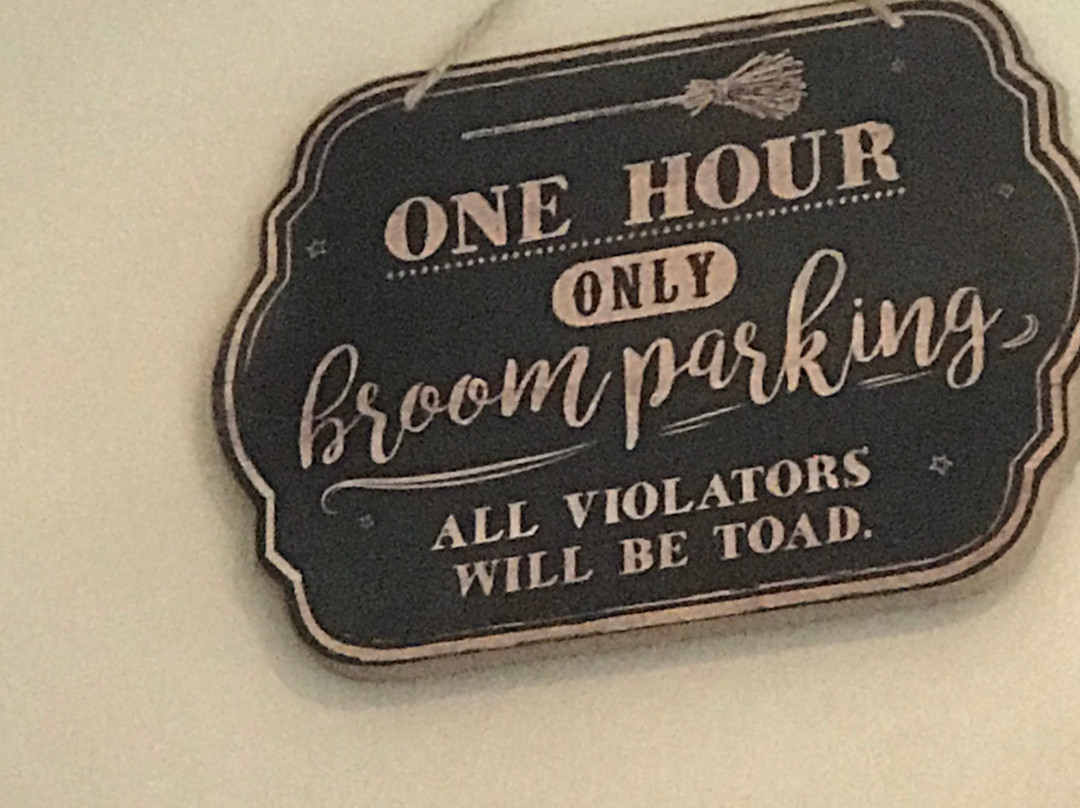 ONE HOUR
ONLY
broom parking
ALL VIOLATORS
WILL BE TOAD.